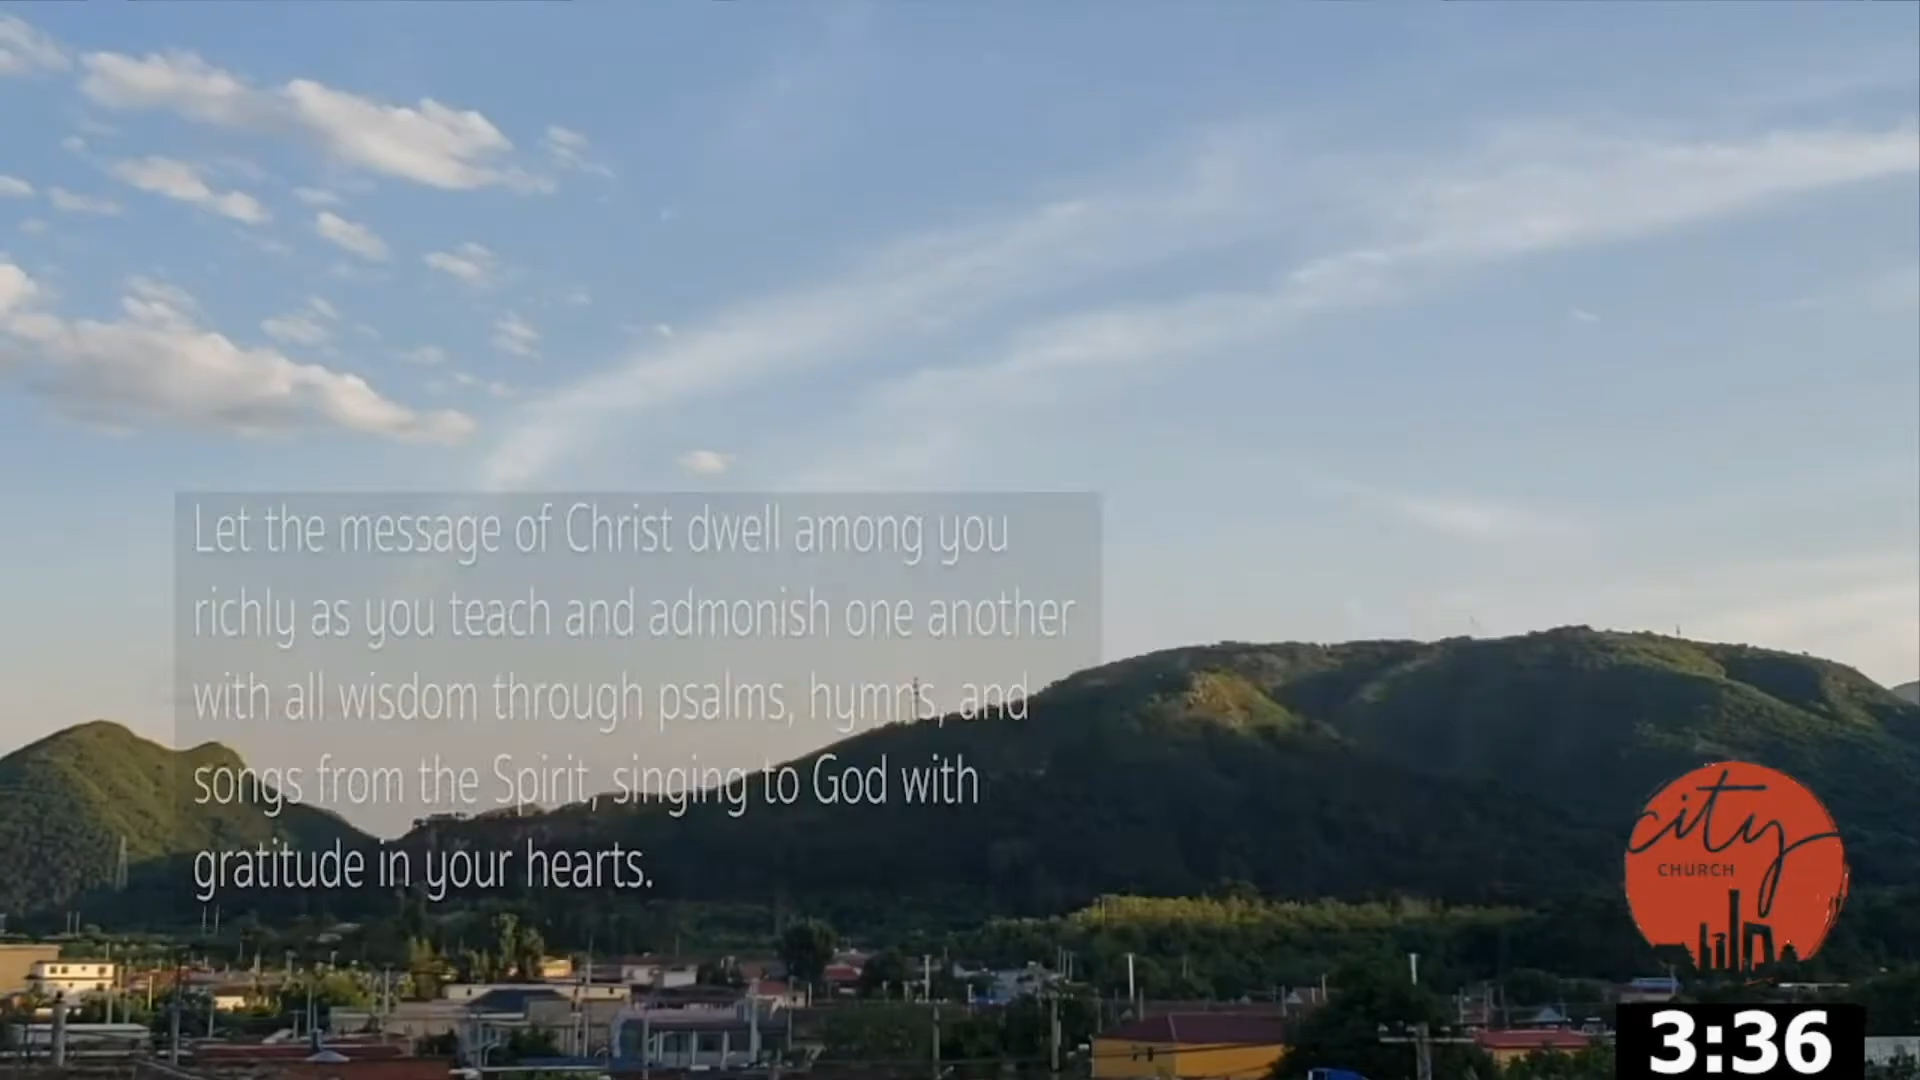 Let the message of Christ dwell among you
richly as you teach and admonish one another
with all wisdom through psalms, hymns, and
songs from the Spirit, singing to God with
gratitude in your hearts.
city
CHURCH
3:36